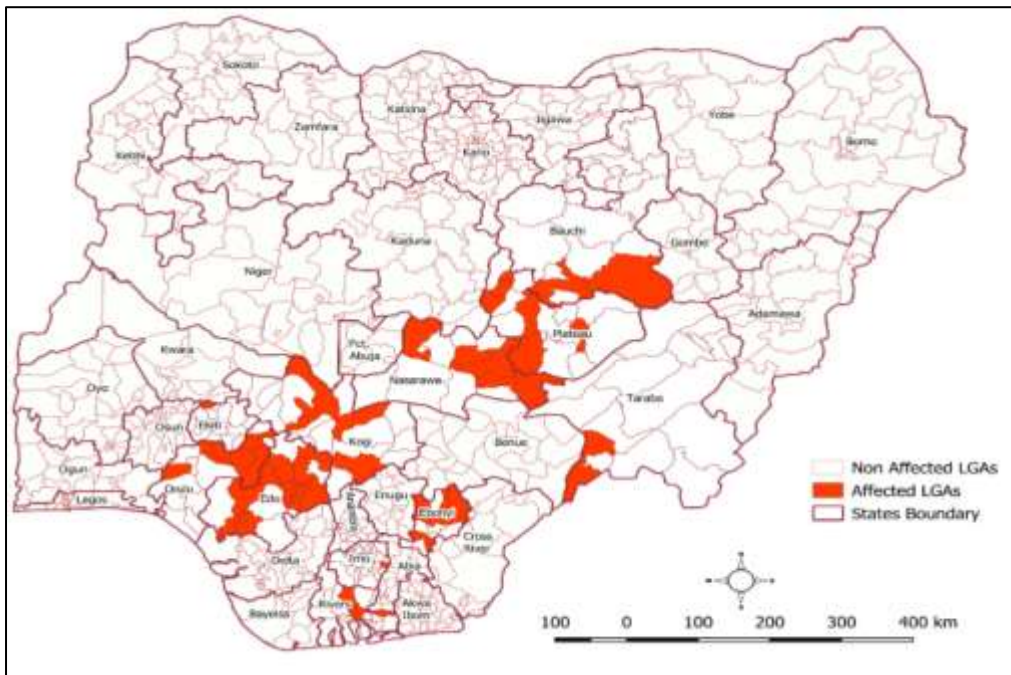 Sokoto
Katsina
Jigawa
Yobe
Zamfara
Borno
Kano
Kebbi
Bauchi
Kaduna
Gombe
Niger
Adamawa
Plateau
Fct,
Abuja
Kwara
Nasarawa
Oyo
Taraba
Osun
Ekiti
Kogi
Benue
Ogun
Ondo
Edo
Enugu
Lagos
Ebonyi
Cross
River
Delta
Imo
Abia
Rivers
Akwa
Ibom
Bayelsa
Non Affected LGAs
Affected LGAs
States Boundary
100 0 100 200 300 400 km